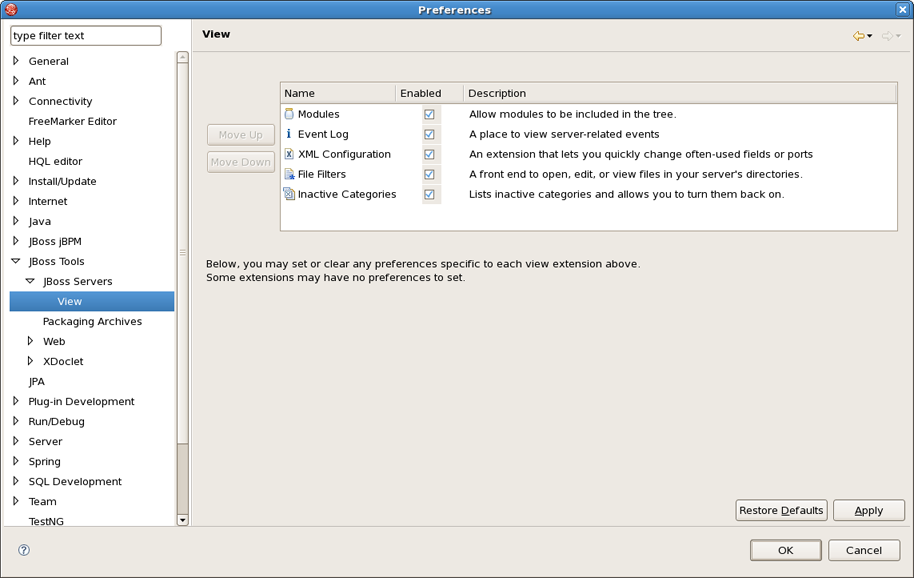 Preferences
type filter text
General
Ant
Connectivity
FreeMarker Editor
Help
HQL editor
Install/Update
Internet
Java
JBoss jBPM
JBoss Tools
JBoss Servers
View
Packaging Archives
Web
XDoclet
JPA
Plug-in Development
Run/Debug
Server
Spring
SQL Development
Team
TestNG
View
Name Enabled Description
Modules Allow modules to be included in the tree.
Event Log A place to view server-related events
XML Configuration An extension that lets you quickly change often-used fields or ports
File Filters A front end to open, edit, or view files in your server's directories.
Inactive Categories Lists inactive categories and allows you to turn them back on.
Move Up
Move Down
Below, you may set or clear any preferences specific to each view extension above.
Some extensions may have no preferences to set.
Restore Defaults Apply
? OK Cancel